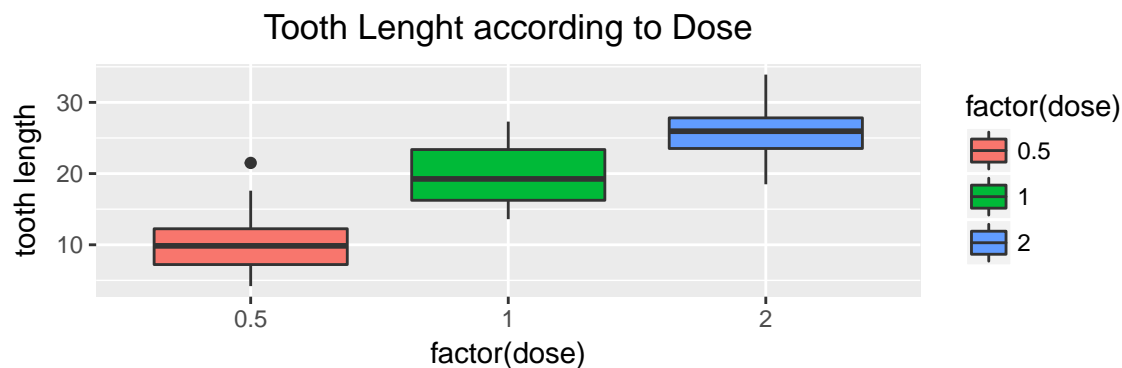 Tooth Lenght according to Dose
tooth length
30
20
10
0.5
1
2
factor(dose)
factor(dose)
0.5
1
2